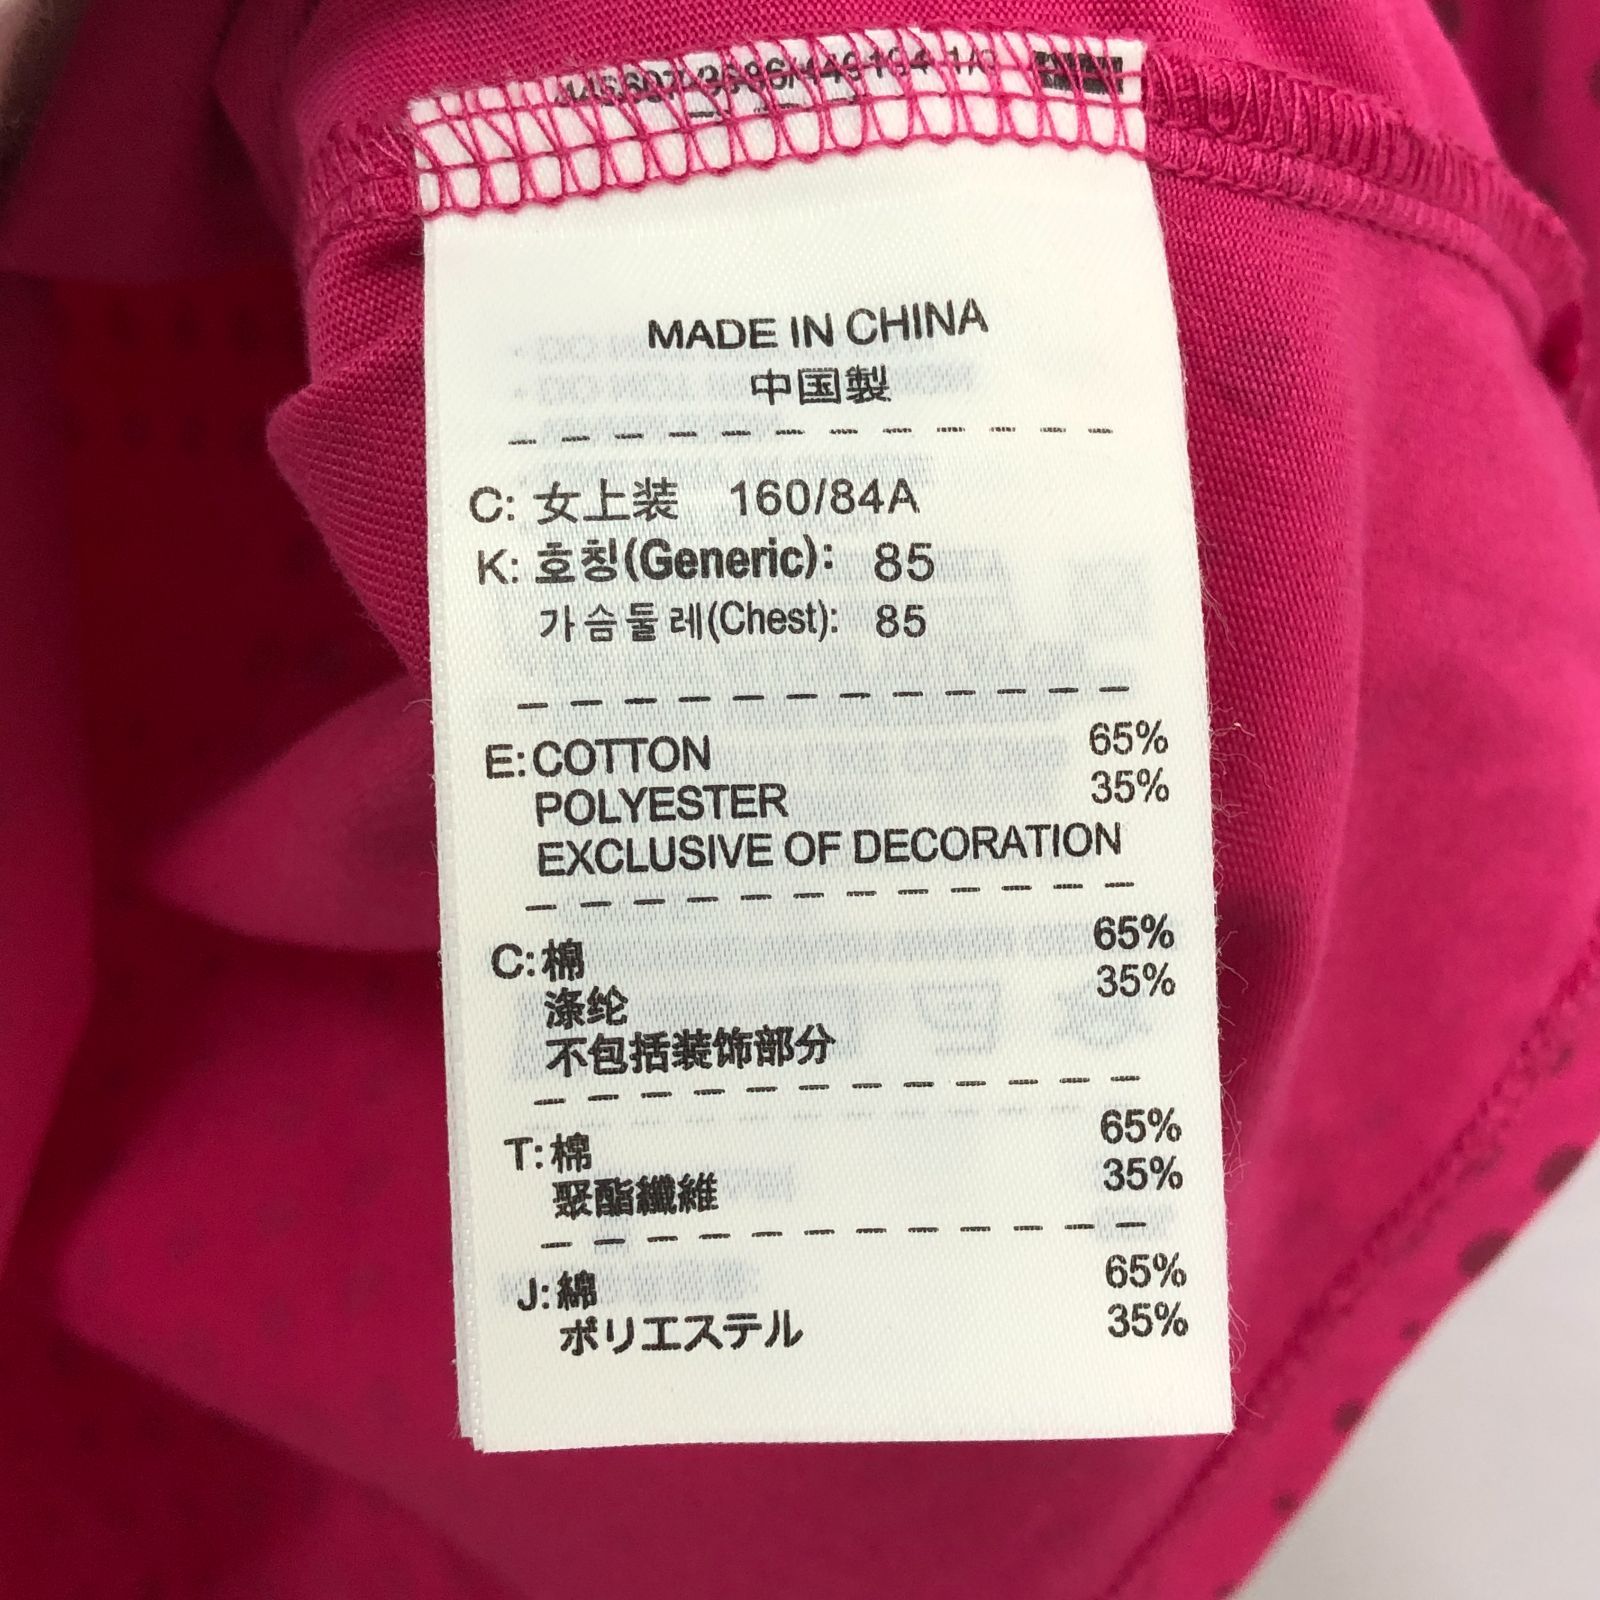 MADE IN CHINA
中国製
C: 女上装 160/84A
K: 호칭(Generic): 85
가슴둘레(Chest): 85
E: COTTON 65%
POLYESTER 35%
EXCLUSIVE OF DECORATION
C: 棉 65%
涤纶 35%
不包括装饰部分
T: 棉 65%
聚酯纖維 35%
J: 綿 65%
ポリエステル 35%